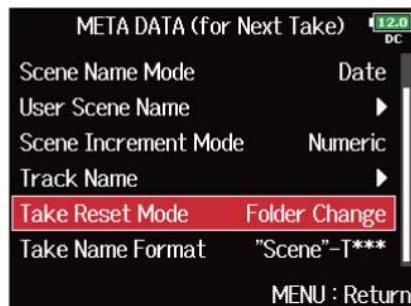 META DATA (for Next Take) 12.0
DC
Scene Name Mode Date
User Scene Name
Scene Increment Mode Numeric
Track Name
Take Reset Mode Folder Change
Take Name Format "Scene"-T***
MENU : Return